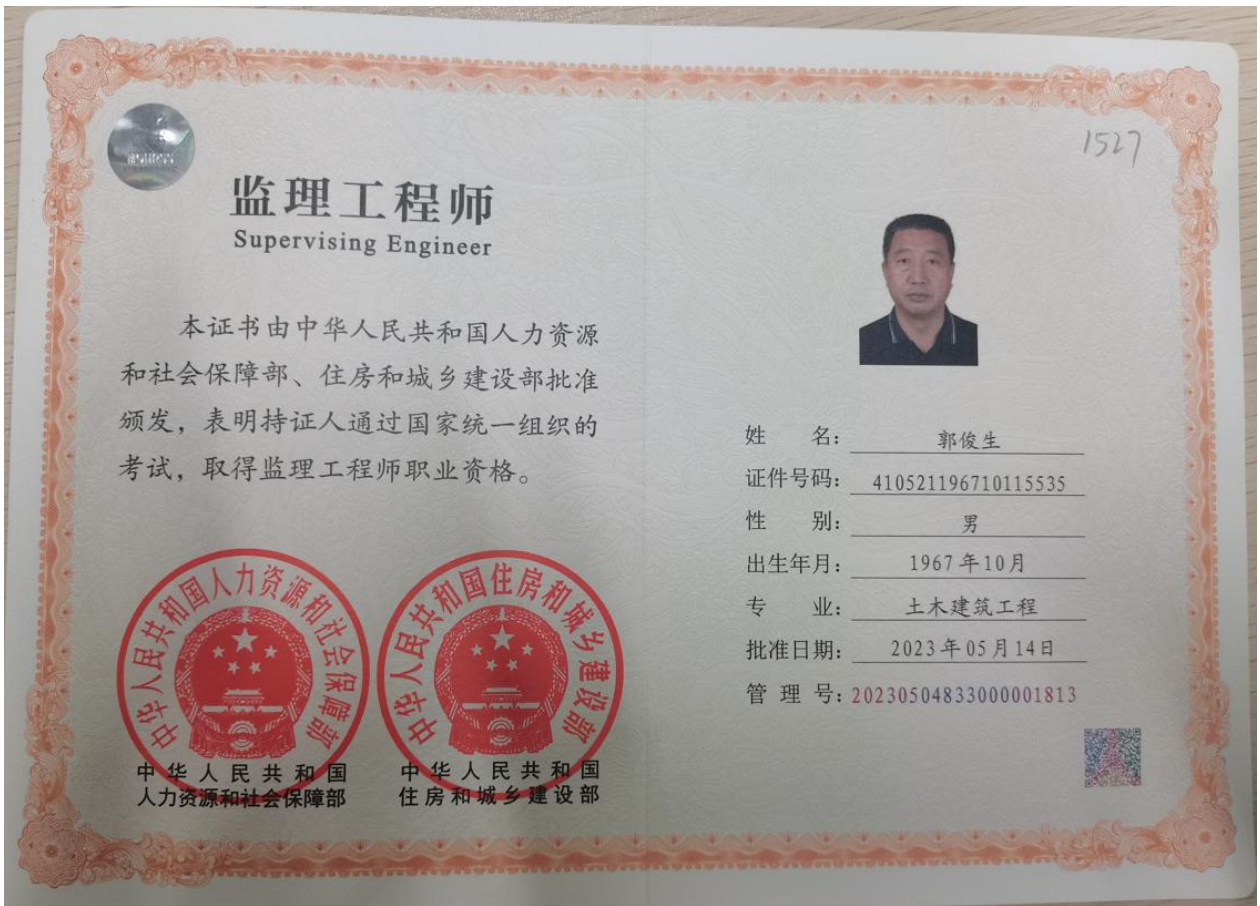 监理工程师
Supervising Engineer
本证书由中华人民共和国人力资源
和社会保障部、住房和城乡建设部批准
颁发，表明持证人通过国家统一组织的
考试，取得监理工程师职业资格。
中华人民共和国人力资源和社会保障部
中华人民共和国
人力资源和社会保障部
中华人民共和国住房和城乡建设部
中华人民共和国
住房和城乡建设部
1527
姓 名：郭俊生
证件号码：410521196710115535
性 别：男
出生年月：1967年10月
专 业：土木建筑工程
批准日期：2023年05月14日
管 理 号：20230504833000001813